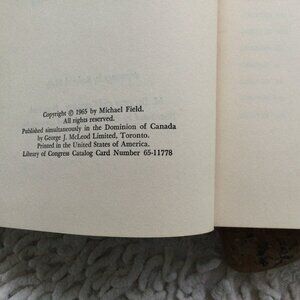 Copyright © 1965 by Michael Field.
All rights reserved.
Published simultaneously in the Dominion of Canada
by George J. McLeod Limited, Toronto.
Printed in the United States of America.
Library of Congress Catalog Card Number 65-11778